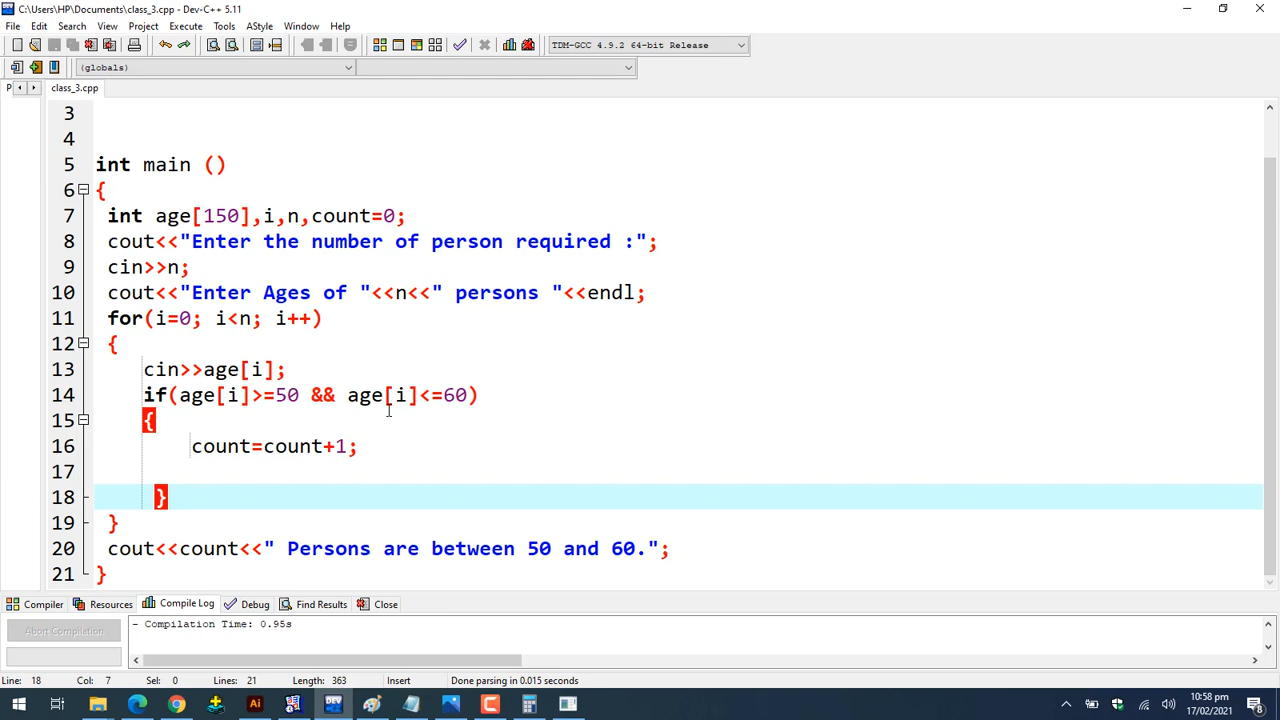 C:\Users\HP\Documents\class_3.cpp - Dev-C++ 5.11
File Edit Search View Project Execute Tools AStyle Window Help
TDM-GCC 4.9.2 64-bit Release
(globals)
P class_3.cpp
3
4
5 int main ()
6 {
7 int age[150],i,n,count=0;
8 cout<<"Enter the number of person required :";
9 cin>>n;
10 cout<<"Enter Ages of "<<n<<" persons "<<endl;
11 for(i=0; i<n; i++)
12 {
13 cin>>age[i];
14 if(age[i]>=50 && age[i]<=60)
15 {
16 count=count+1;
17
18 }
19 }
20 cout<<count<<" Persons are between 50 and 60.";
21 }
Compiler Resources Compile Log Debug Find Results Close
Abort Compilation
- Compilation Time: 0.95s
Line: 18 Col: 7 Sel: 0 Lines: 21 Length: 363 Insert Done parsing in 0.015 seconds
Ai DEV C 10:58 pm
17/02/2021 8